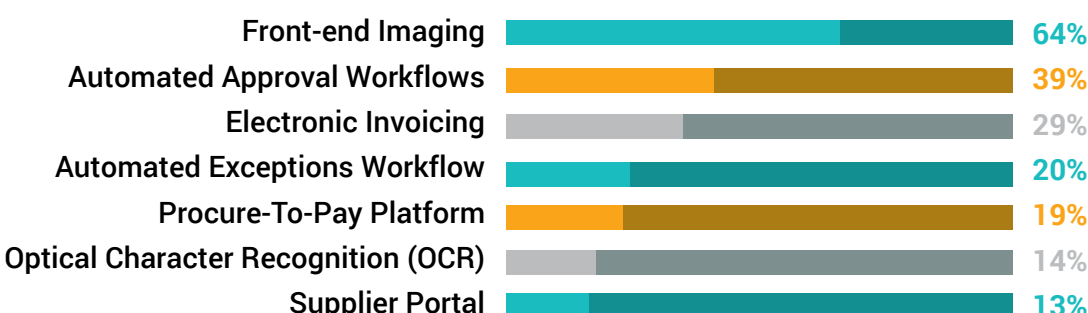 Front-end Imaging 64%
Automated Approval Workflows 39%
Electronic Invoicing 29%
Automated Exceptions Workflow 20%
Procure-To-Pay Platform 19%
Optical Character Recognition (OCR) 14%
Supplier Portal 13%